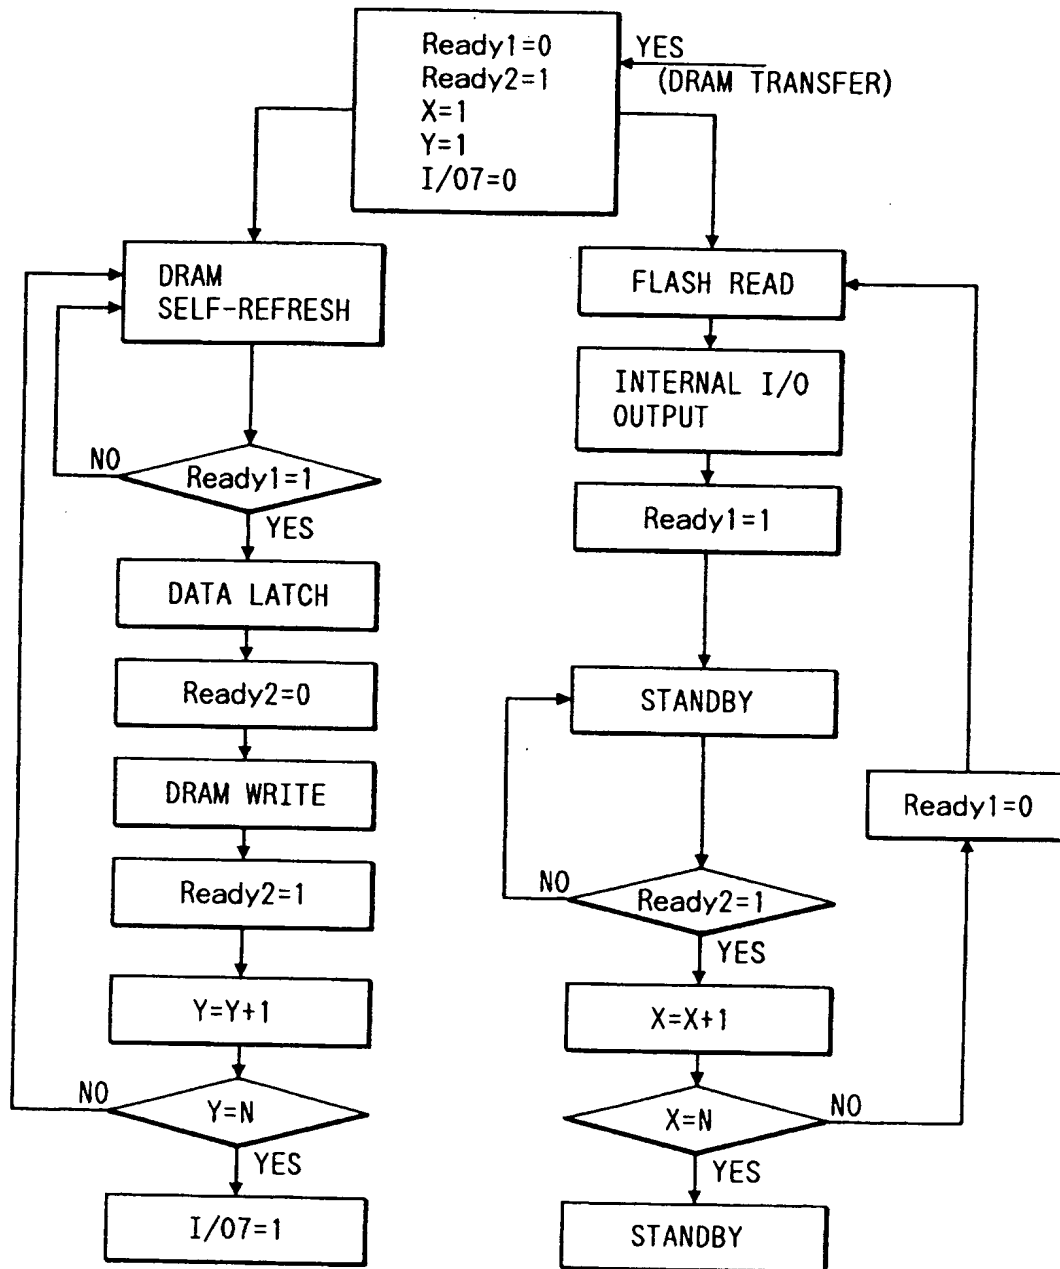 Ready1=0
Ready2=1
X=1
Y=1
I/O7=0
YES
(DRAM TRANSFER)
DRAM
SELF-REFRESH
NO
Ready1=1
YES
DATA LATCH
Ready2=0
DRAM WRITE
Ready2=1
Y=Y+1
NO
Y=N
YES
I/O7=1
FLASH READ
INTERNAL I/O
OUTPUT
Ready1=1
STANDBY
NO
Ready2=1
YES
X=X+1
X=N
NO
YES
STANDBY
Ready1=0